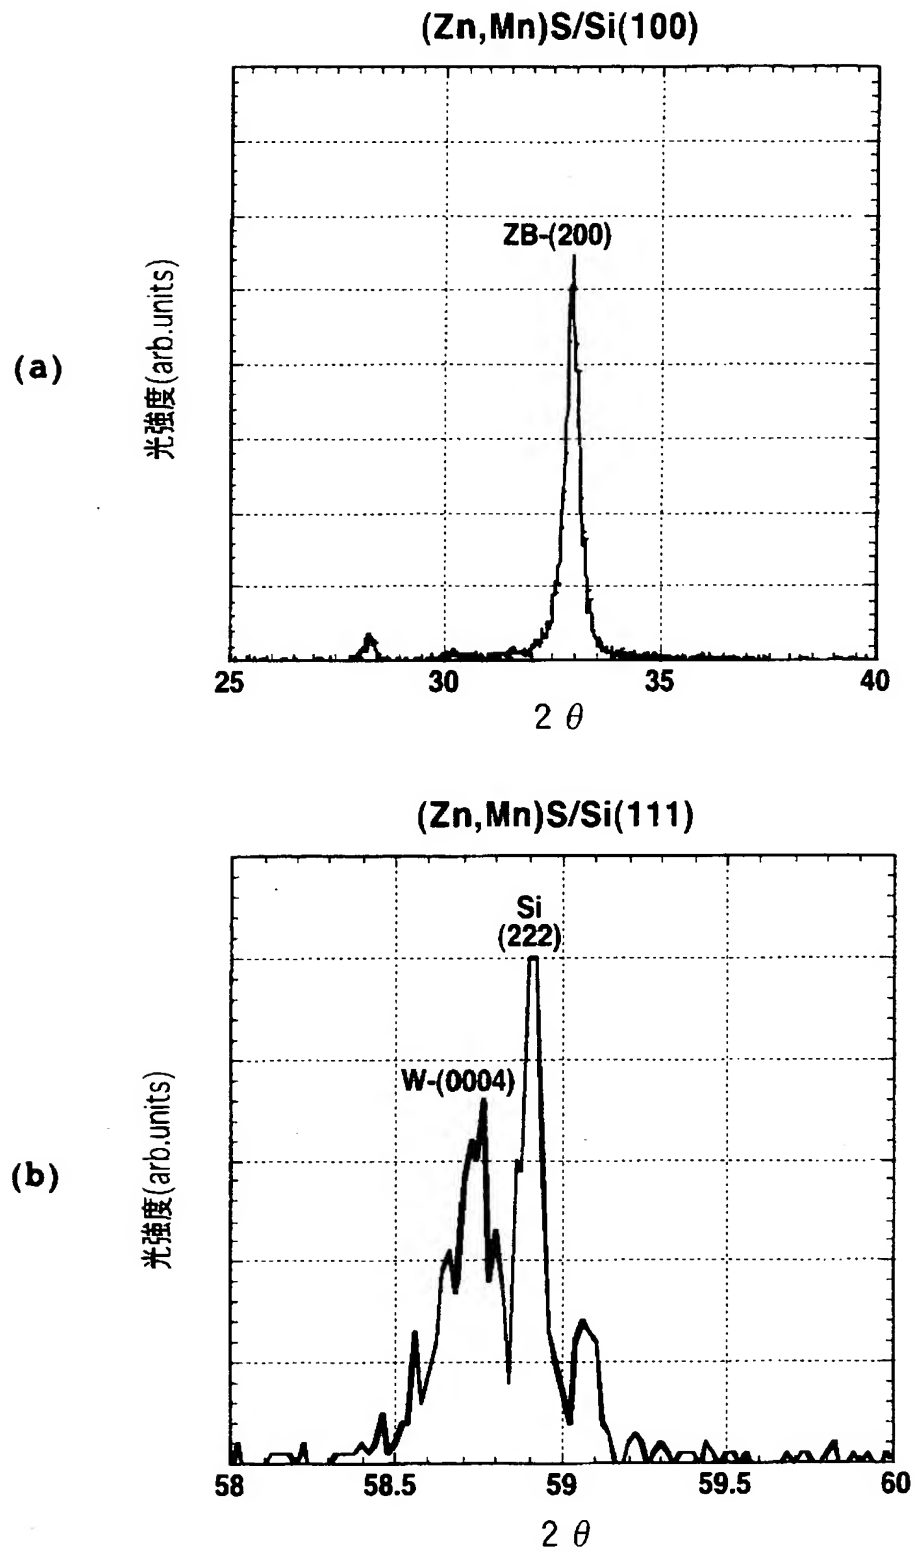 (Zn,Mn)S/Si(100)
ZB-(200)
(a)
光強度(arb.units)
25 30 35 40
2 θ
(Zn,Mn)S/Si(111)
Si
(222)
W-(0004)
(b)
光強度(arb.units)
58 58.5 59 59.5 60
2 θ